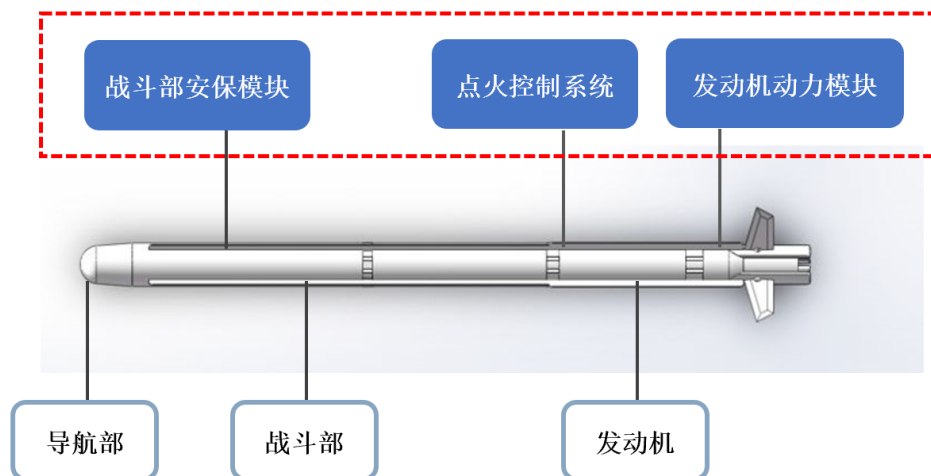 战斗部安保模块
点火控制系统
发动机动力模块
导航部
战斗部
发动机